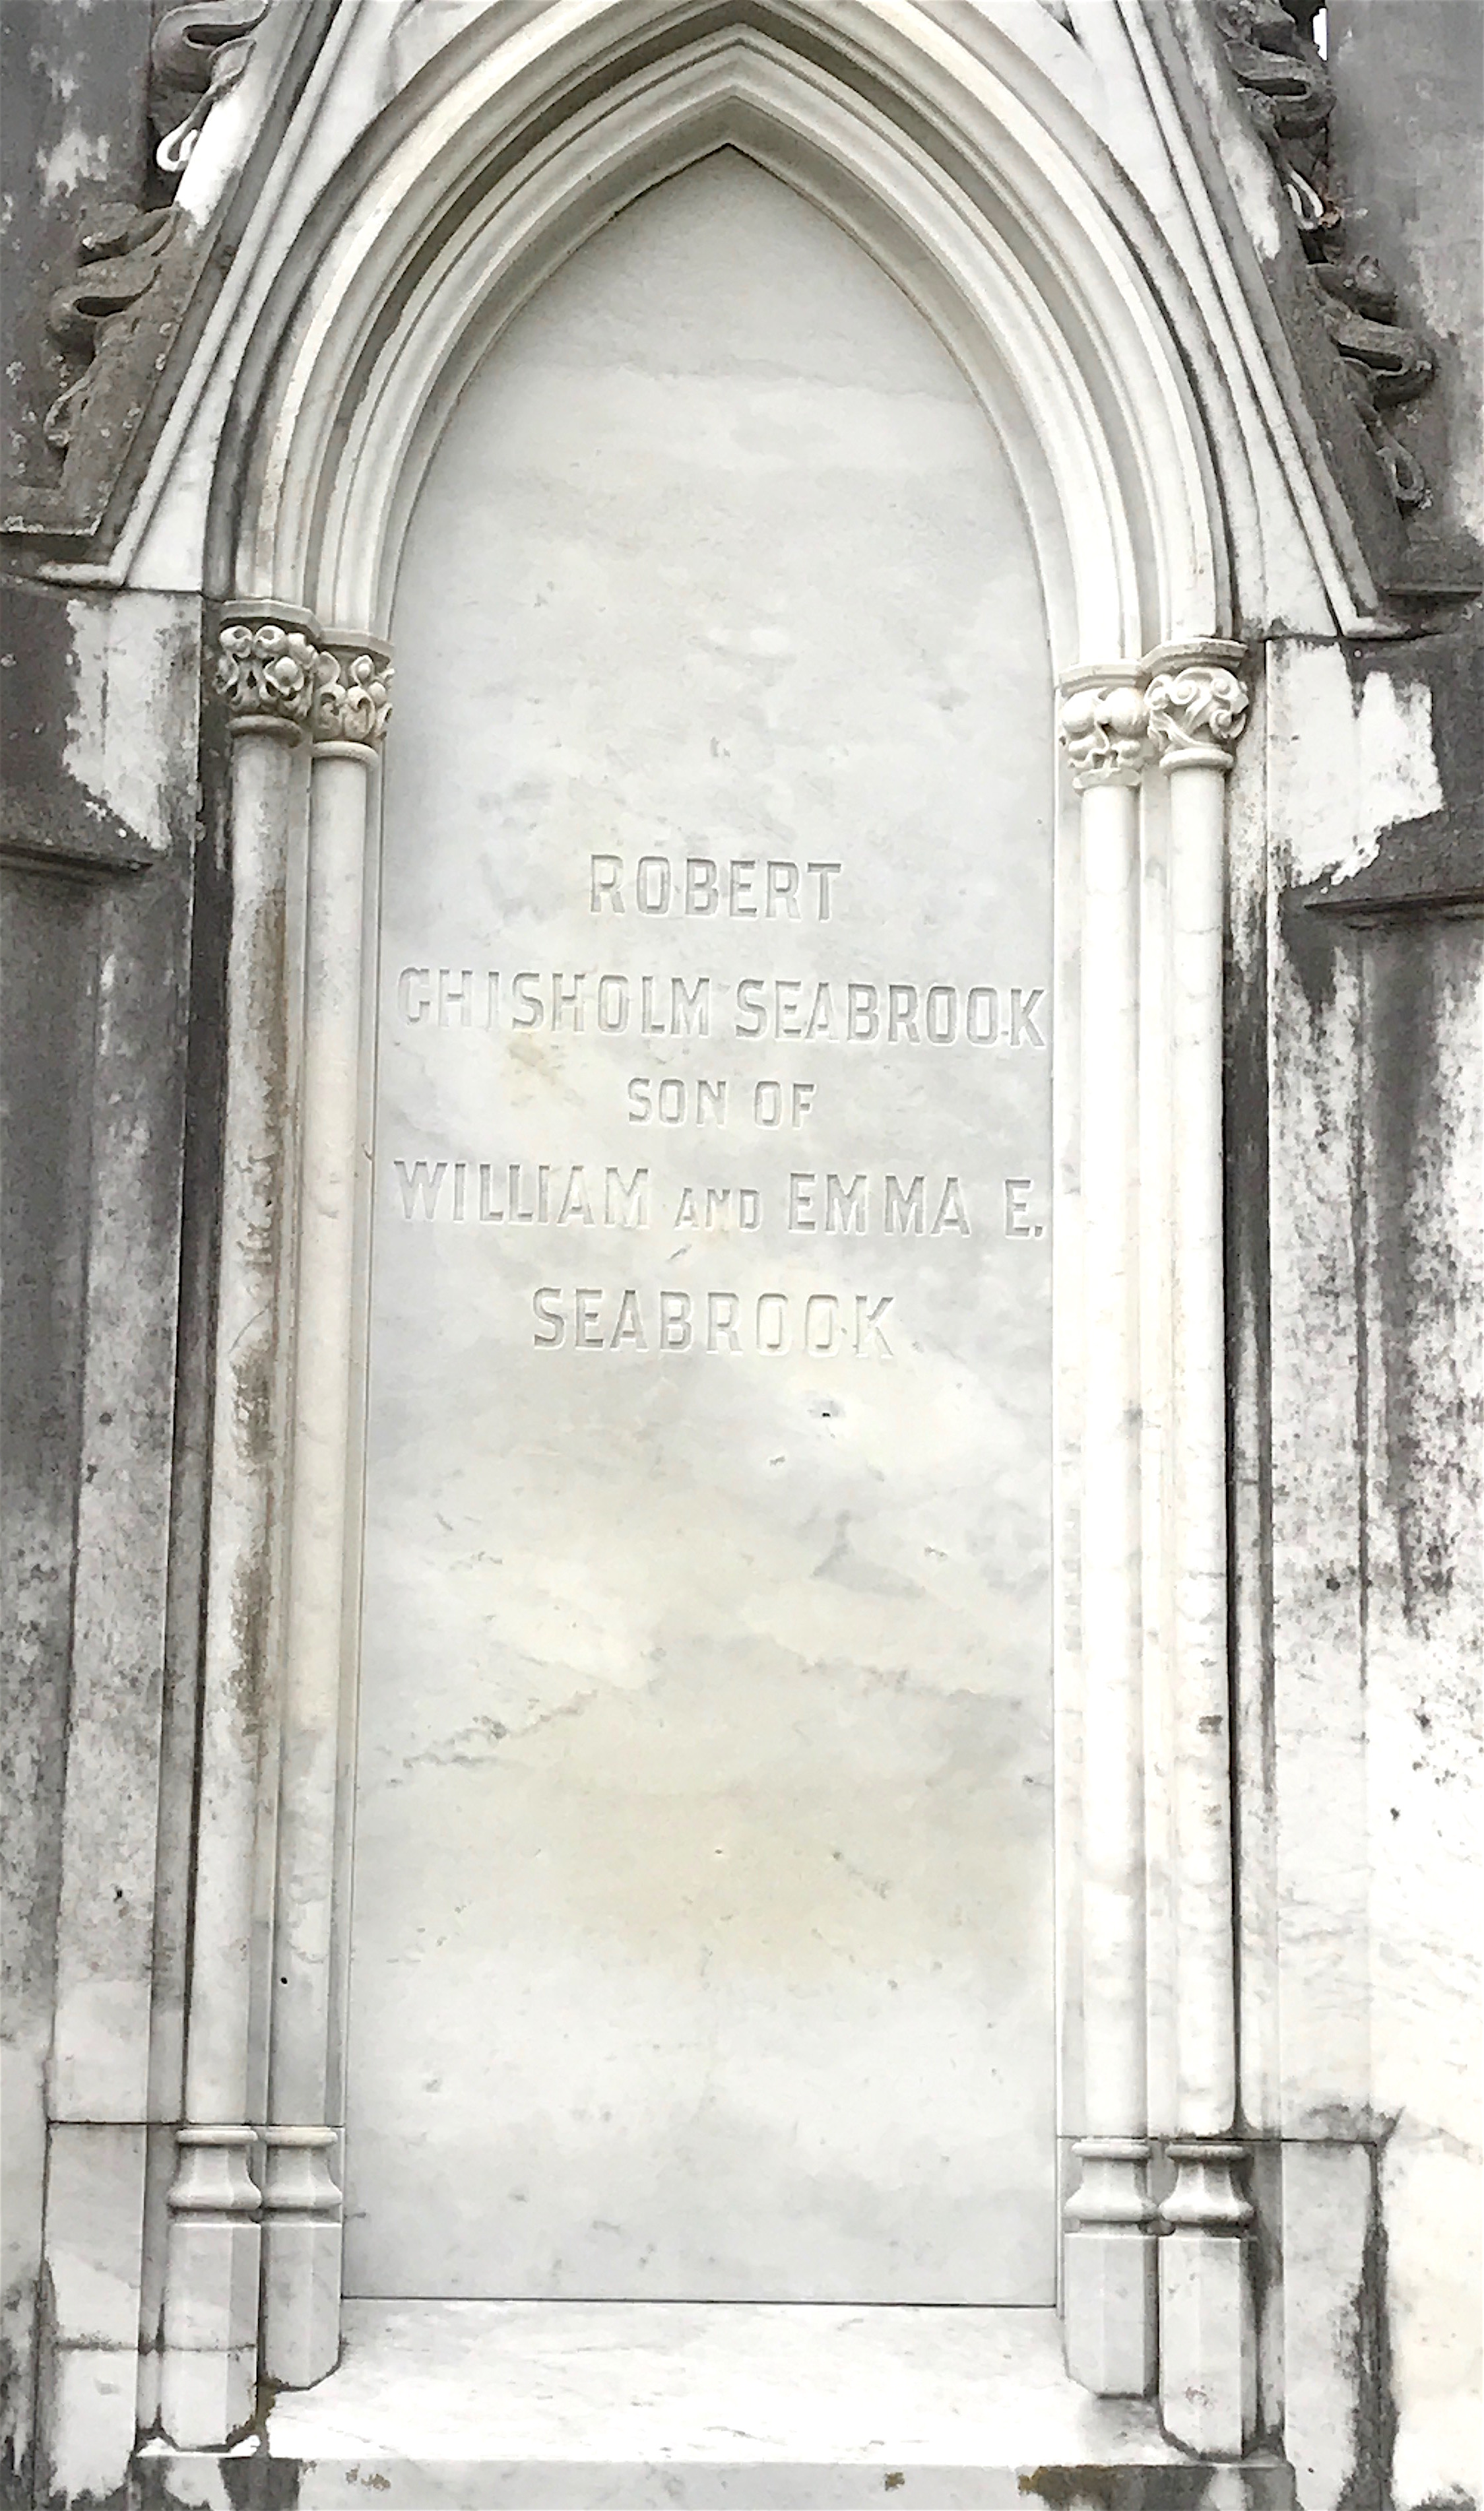 ROBERT
CHISHOLM SEABROOK
SON OF
WILLIAM AND EMMA E.
SEABROOK